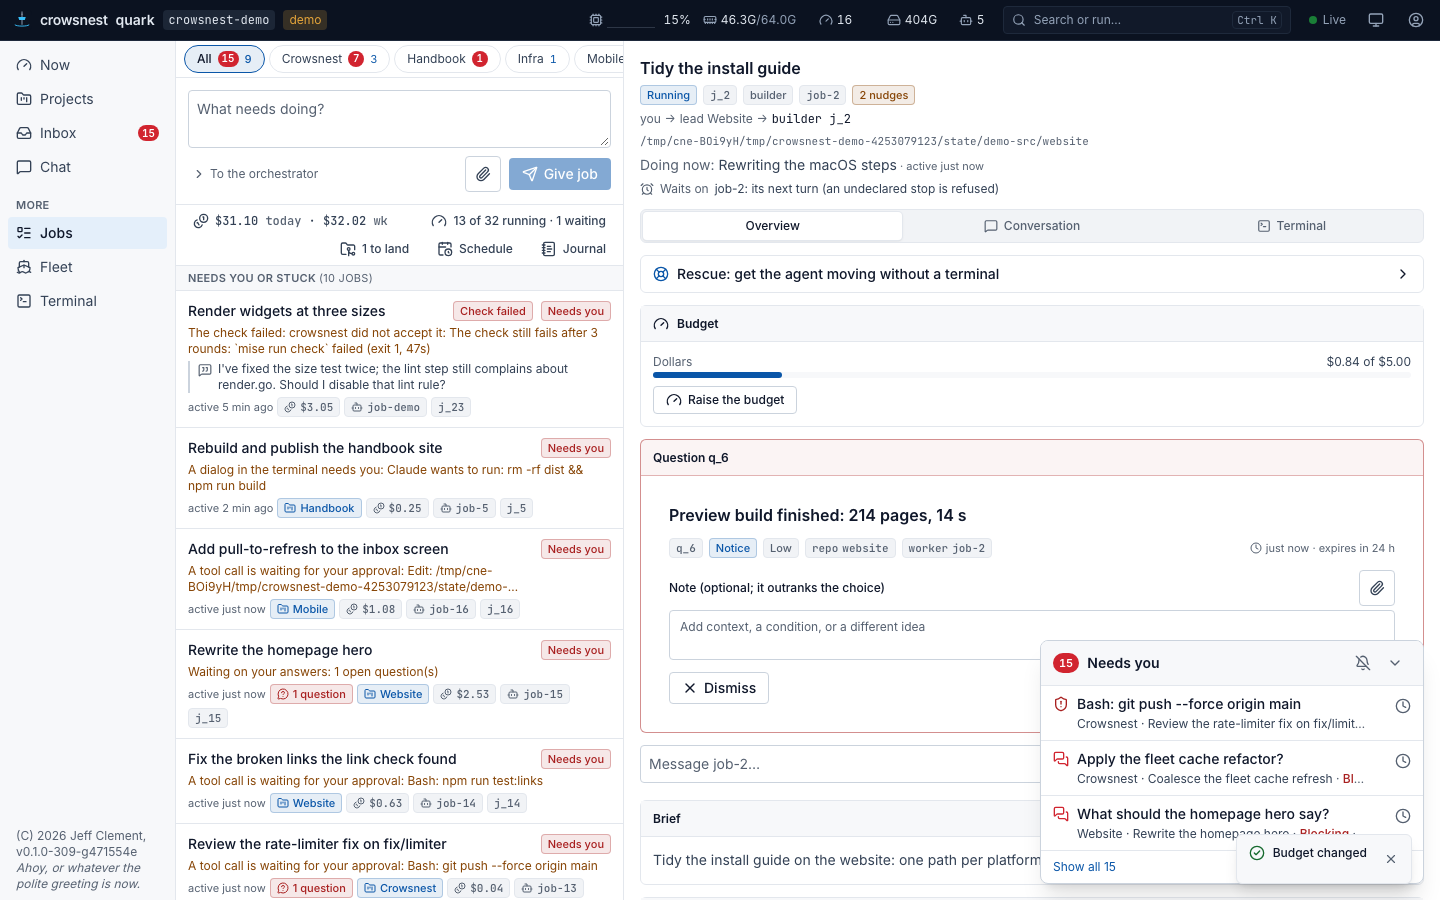 crowsnest quark crowsnest-demo demo
15% 46.3G/64.0G 16 404G 5
Search or run... Ctrl K
Live
Now
Projects
Inbox 15
Chat
MORE
Jobs
Fleet
Terminal
(C) 2026 Jeff Clement,
v0.1.0-309-g471554e
Ahoy, or whatever the
polite greeting is now.
All 15 9 Crowsnest 7 3 Handbook 1 Infra 1 Mobile
What needs doing?
To the orchestrator
Give job
$31.10 today · $32.02 wk
13 of 32 running · 1 waiting
1 to land Schedule Journal
NEEDS YOU OR STUCK (10 JOBS)
Render widgets at three sizes Check failed Needs you
The check failed: crowsnest did not accept it: The check still fails after 3
rounds: `mise run check` failed (exit 1, 47s)
I've fixed the size test twice; the lint step still complains about
render.go. Should I disable that lint rule?
active 5 min ago $3.05 job-demo j_23
Rebuild and publish the handbook site Needs you
A dialog in the terminal needs you: Claude wants to run: rm -rf dist &&
npm run build
active 2 min ago Handbook $0.25 job-5 j_5
Add pull-to-refresh to the inbox screen Needs you
A tool call is waiting for your approval: Edit: /tmp/cne-
BOi9yH/tmp/crowsnest-demo-4253079123/state/demo-...
active just now Mobile $1.08 job-16 j_16
Rewrite the homepage hero Needs you
Waiting on your answers: 1 open question(s)
active just now 1 question Website $2.53 job-15
j_15
Fix the broken links the link check found Needs you
A tool call is waiting for your approval: Bash: npm run test:links
active just now Website $0.63 job-14 j_14
Review the rate-limiter fix on fix/limiter Needs you
A tool call is waiting for your approval: Bash: git push --force origin main
active just now 1 question Crowsnest $0.04 job-13
Tidy the install guide
Running j_2 builder job-2 2 nudges
you → lead Website → builder j_2
/tmp/cne-BOi9yH/tmp/crowsnest-demo-4253079123/state/demo-src/website
Doing now: Rewriting the macOS steps · active just now
Waits on job-2: its next turn (an undeclared stop is refused)
Overview Conversation Terminal
Rescue: get the agent moving without a terminal
Budget
Dollars $0.84 of $5.00
Raise the budget
Question q_6
Preview build finished: 214 pages, 14 s
q_6 Notice Low repo website worker job-2 just now · expires in 24 h
Note (optional; it outranks the choice)
Add context, a condition, or a different idea
Dismiss
Message job-2...
Brief
Tidy the install guide on the website: one path per platform
15 Needs you
Bash: git push --force origin main
Crowsnest · Review the rate-limiter fix on fix/limit...
Apply the fleet cache refactor?
Crowsnest · Coalesce the fleet cache refresh · Bl...
What should the homepage hero say?
Website · Rewrite the homepage hero · Blocking ·
Show all 15
Budget changed